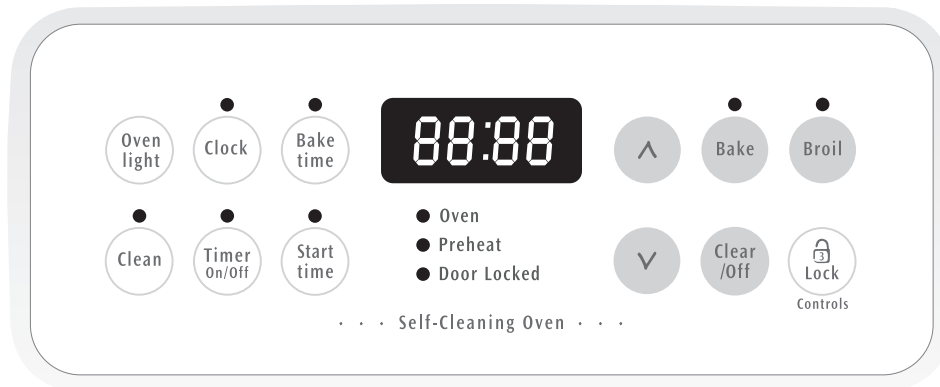 Oven
light
Clock
Bake
time
88:88
Bake
Broil
Clean
Timer
On/Off
Start
time
Oven
Preheat
Door Locked
Clear
/Off
3
Lock
Controls
· · · Self-Cleaning Oven · · ·